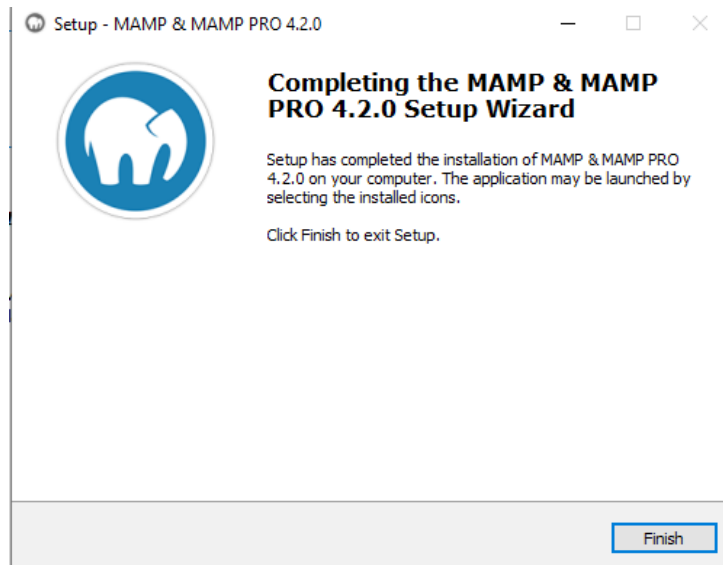 Setup - MAMP & MAMP PRO 4.2.0
Completing the MAMP & MAMP
PRO 4.2.0 Setup Wizard
Setup has completed the installation of MAMP & MAMP PRO
4.2.0 on your computer. The application may be launched by
selecting the installed icons.
Click Finish to exit Setup.
Finish